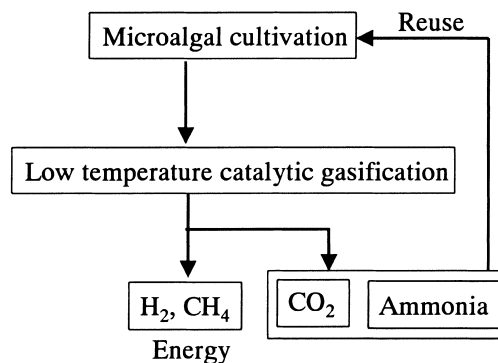 Reuse
Microalgal cultivation
Low temperature catalytic gasification
H₂, CH₄
CO₂
Ammonia
Energy